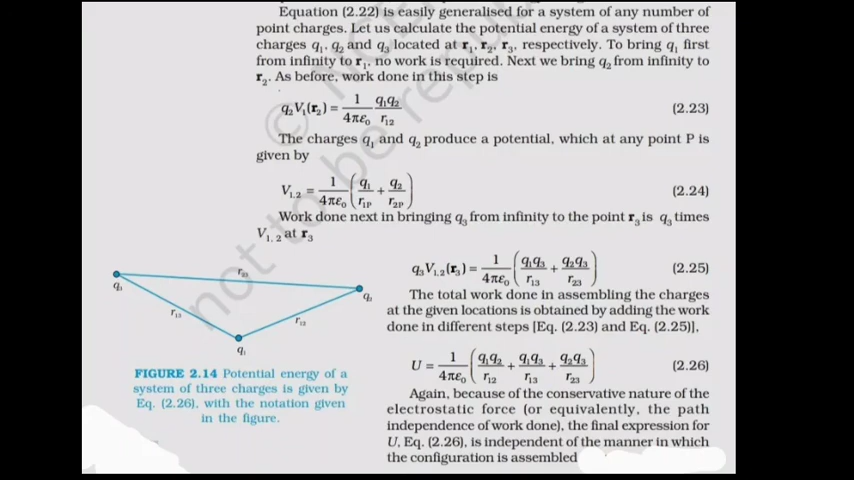 Equation (2.22) is easily generalised for a system of any number of
point charges. Let us calculate the potential energy of a system of three
charges q₁, q₂ and q₃ located at r₁, r₂, r₃, respectively. To bring q₁ first
from infinity to r₁, no work is required. Next we bring q₂ from infinity to
r₂. As before, work done in this step is
q₂V₁(r₂) = 1/4πε₀ q₁q₂/r₁₂ (2.23)
The charges q₁ and q₂ produce a potential, which at any point P is
given by
V₁,₂ = 1/4πε₀ (q₁/r₁P + q₂/r₂P) (2.24)
Work done next in bringing q₃ from infinity to the point r₃ is q₃ times
V₁, ₂ at r₃
q₃V₁,₂(r₃) = 1/4πε₀ (q₁q₃/r₁₃ + q₂q₃/r₂₃) (2.25)
The total work done in assembling the charges
at the given locations is obtained by adding the work
done in different steps [Eq. (2.23) and Eq. (2.25)],
U = 1/4πε₀ (q₁q₂/r₁₂ + q₁q₃/r₁₃ + q₂q₃/r₂₃) (2.26)
Again, because of the conservative nature of the
electrostatic force (or equivalently, the path
independence of work done), the final expression for
U, Eq. (2.26), is independent of the manner in which
the configuration is assembled
r₂₃
q₃
q₂
r₁₃
r₁₂
q₁
FIGURE 2.14 Potential energy of a
system of three charges is given by
Eq. (2.26), with the notation given
in the figure.
not to be repu